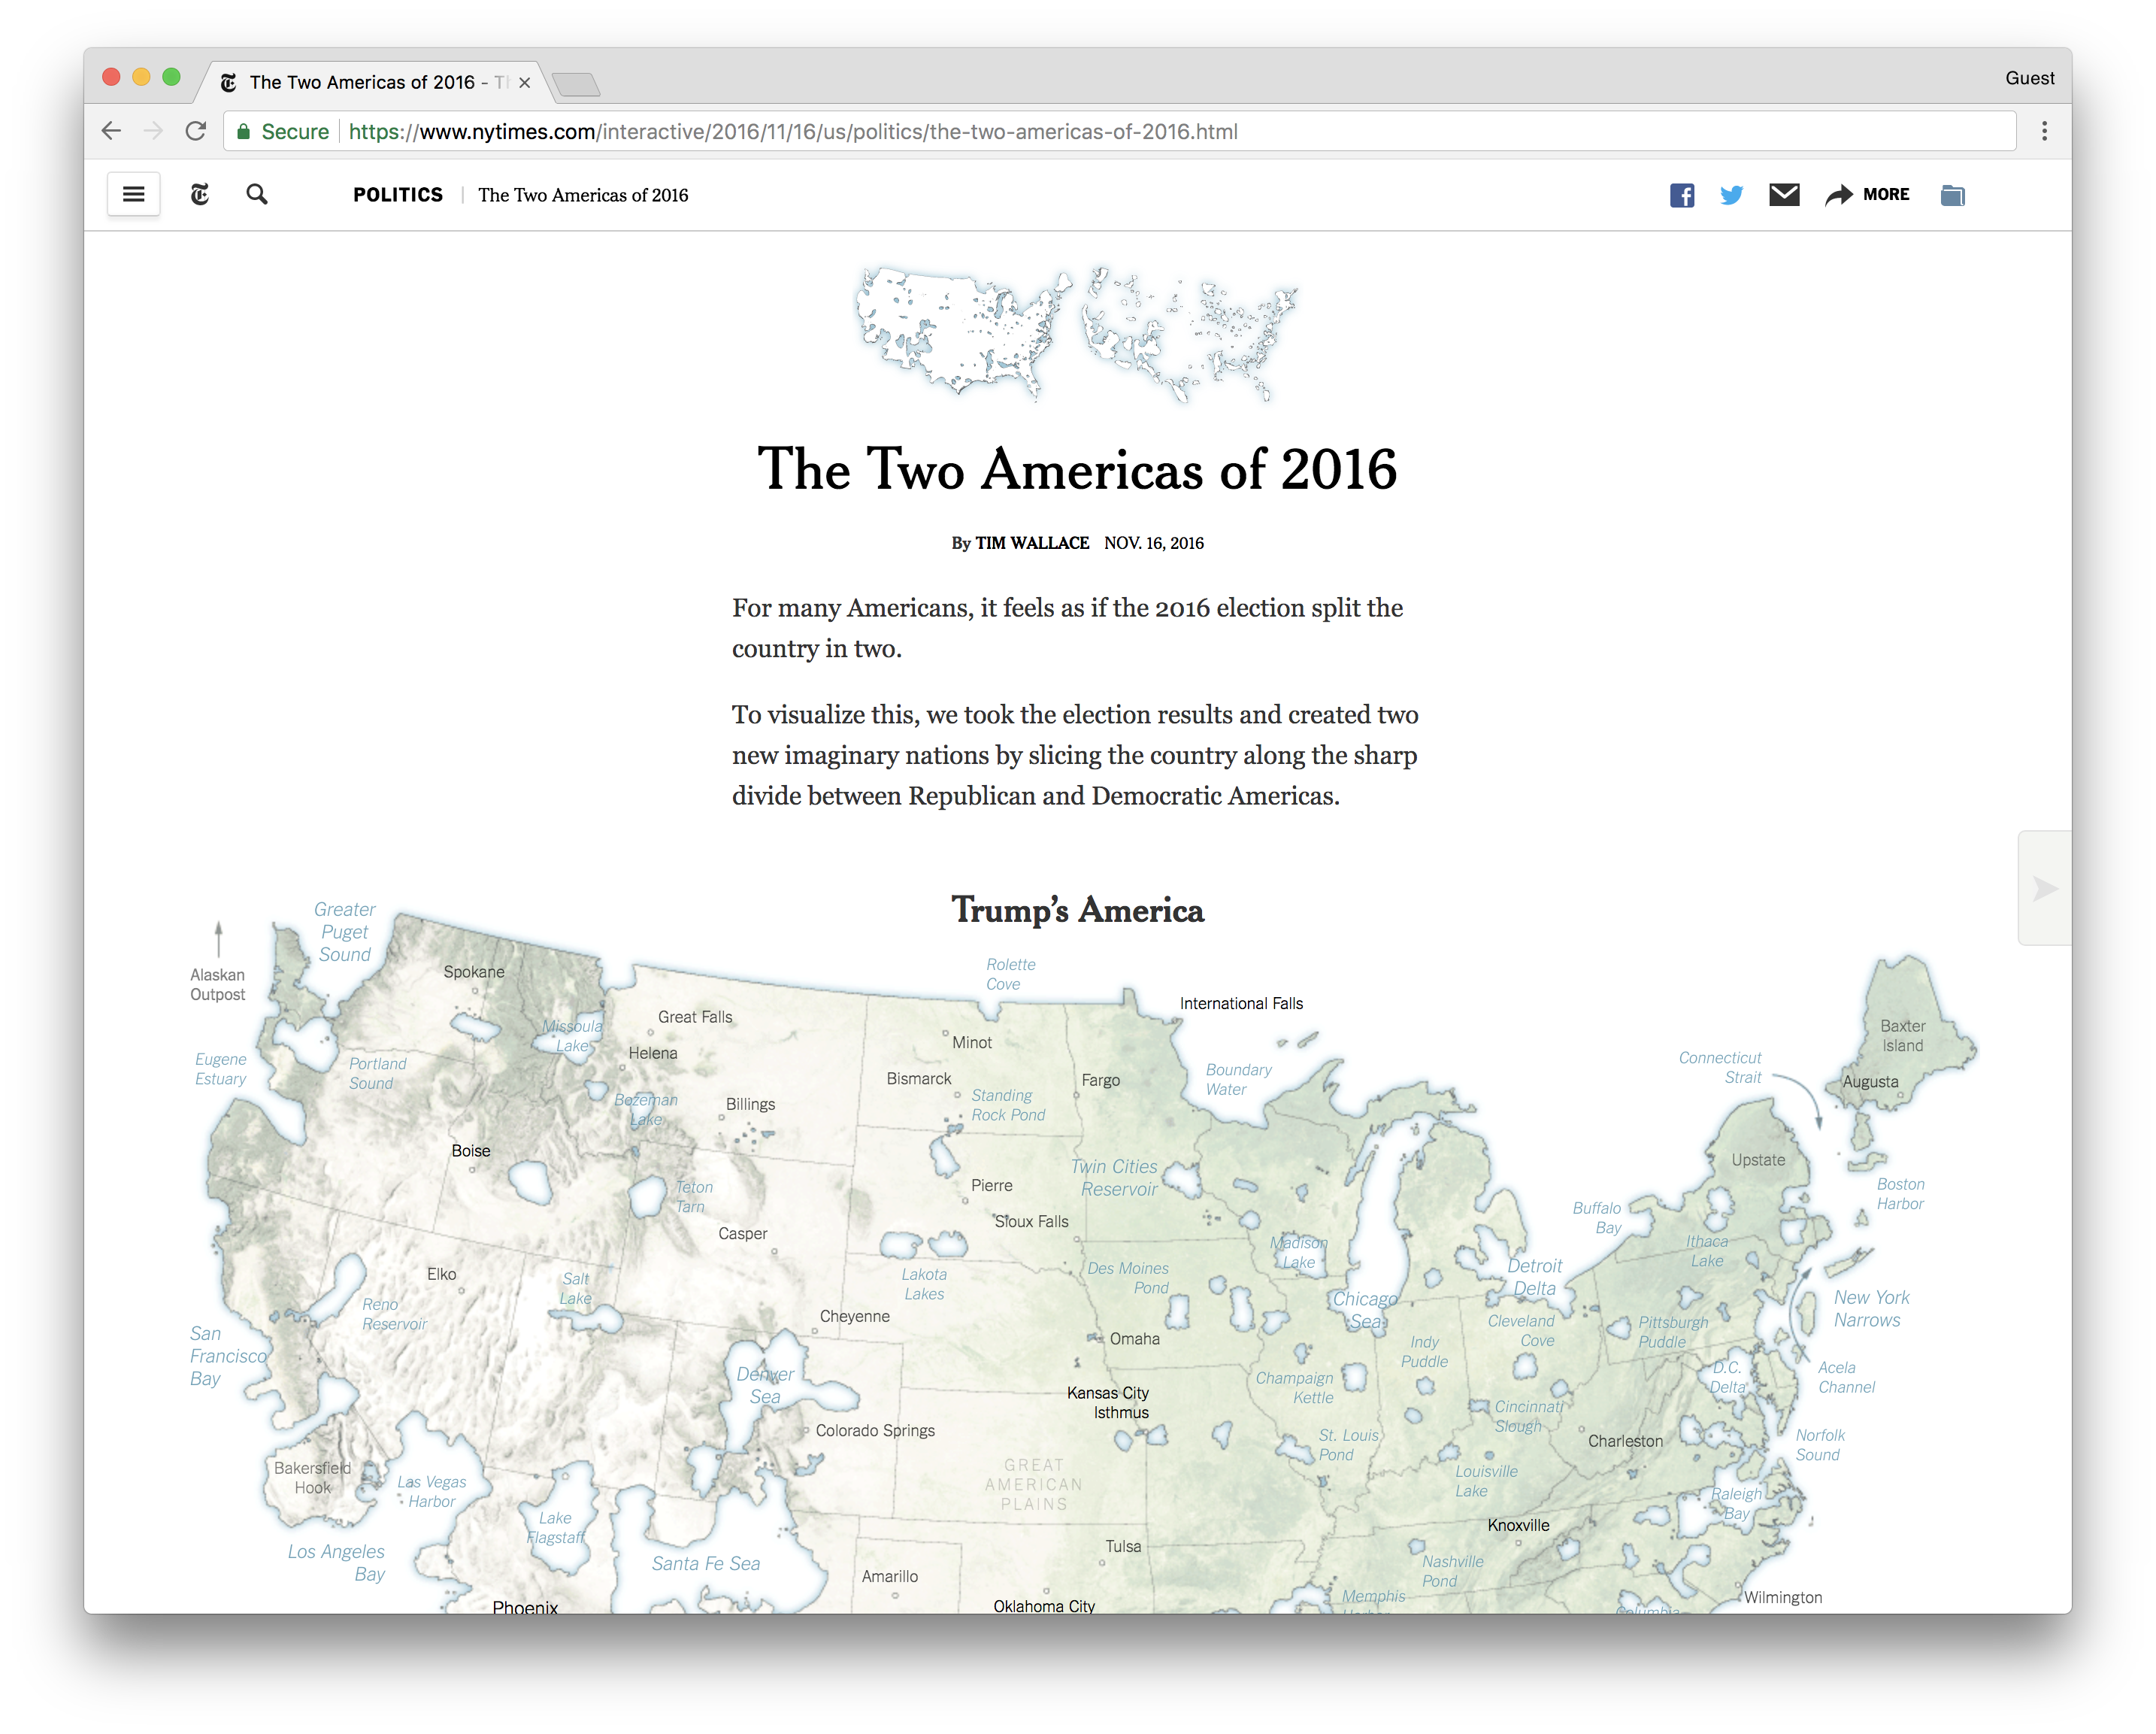 The Two Americas of 2016 - Th
Guest
Secure
https://www.nytimes.com/interactive/2016/11/16/us/politics/the-two-americas-of-2016.html
POLITICS | The Two Americas of 2016
MORE
The Two Americas of 2016
By TIM WALLACE NOV. 16, 2016
For many Americans, it feels as if the 2016 election split the
country in two.
To visualize this, we took the election results and created two
new imaginary nations by slicing the country along the sharp
divide between Republican and Democratic Americas.
Trump’s America
Greater
Puget
Sound
Alaskan
Outpost
Spokane
Rolette
Cove
International Falls
Great Falls
Missoula
Lake
Helena
Minot
Baxter
Island
Eugene
Estuary
Portland
Sound
Bismarck
Fargo
Boundary
Water
Connecticut
Strait
Augusta
Bozeman
Lake
Billings
Standing
Rock Pond
Boise
Twin Cities
Reservoir
Upstate
Teton
Tarn
Pierre
Boston
Harbor
Casper
Sioux Falls
Buffalo
Bay
Madison
Lake
Ithaca
Lake
Elko
Salt
Lake
Lakota
Lakes
Des Moines
Pond
Detroit
Delta
Reno
Reservoir
Cheyenne
Chicago
Sea
Cleveland
Cove
Pittsburgh
Puddle
New York
Narrows
San
Francisco
Bay
Omaha
Indy
Puddle
Denver
Sea
Champaign
Kettle
D.C.
Delta
Acela
Channel
Kansas City
Isthmus
Cincinnati
Slough
Colorado Springs
St. Louis
Pond
Charleston
Norfolk
Sound
Bakersfield
Hook
Las Vegas
Harbor
GREAT
AMERICAN
PLAINS
Louisville
Lake
Raleigh
Bay
Lake
Flagstaff
Knoxville
Los Angeles
Bay
Santa Fe Sea
Tulsa
Nashville
Pond
Amarillo
Memphis
Wilmington
Phoenix
Oklahoma City
Columbia